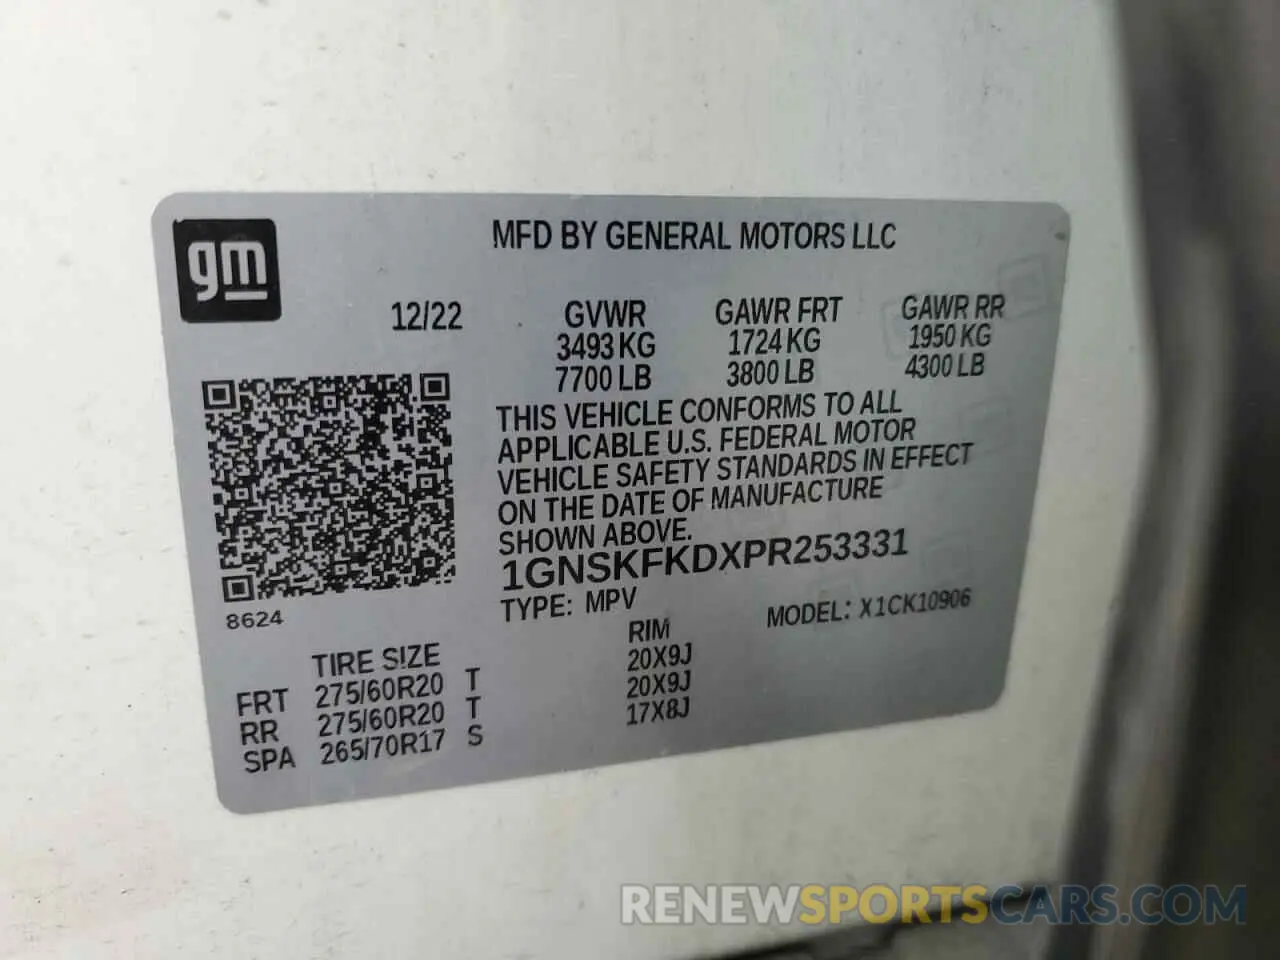 gm
MFD BY GENERAL MOTORS LLC
12/22 GVWR GAWR FRT GAWR RR
3493 KG 1724 KG 1950 KG
7700 LB 3800 LB 4300 LB
THIS VEHICLE CONFORMS TO ALL
APPLICABLE U.S. FEDERAL MOTOR
VEHICLE SAFETY STANDARDS IN EFFECT
ON THE DATE OF MANUFACTURE
SHOWN ABOVE.
1GNSKFKDXPR253331
8624
TYPE: MPV MODEL: X1CK10906
TIRE SIZE RIM
FRT 275/60R20 T 20X9J
RR 275/60R20 T 20X9J
SPA 265/70R17 S 17X8J
RENEWSPORTSCARS.COM